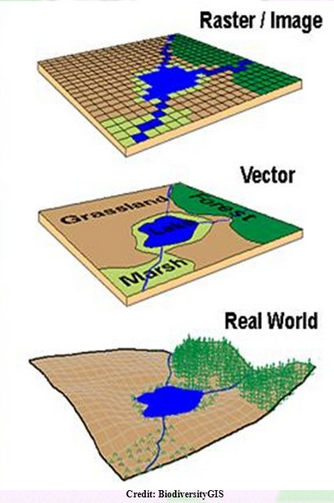 Raster / Image
Vector
Grassland
Forest
Lake
Marsh
Real World
Credit: BiodiversityGIS